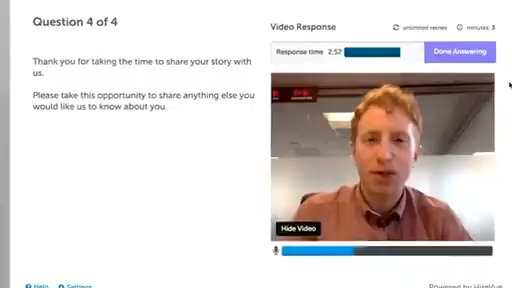 Question 4 of 4
Thank you for taking the time to share your story with
us.
Please take this opportunity to share anything else you
would like us to know about you.
Video Response
unlimited retries
minutes: 3
Response time 2:52
Done Answering
Hide Video
Help
Settings
Powered by HireVue